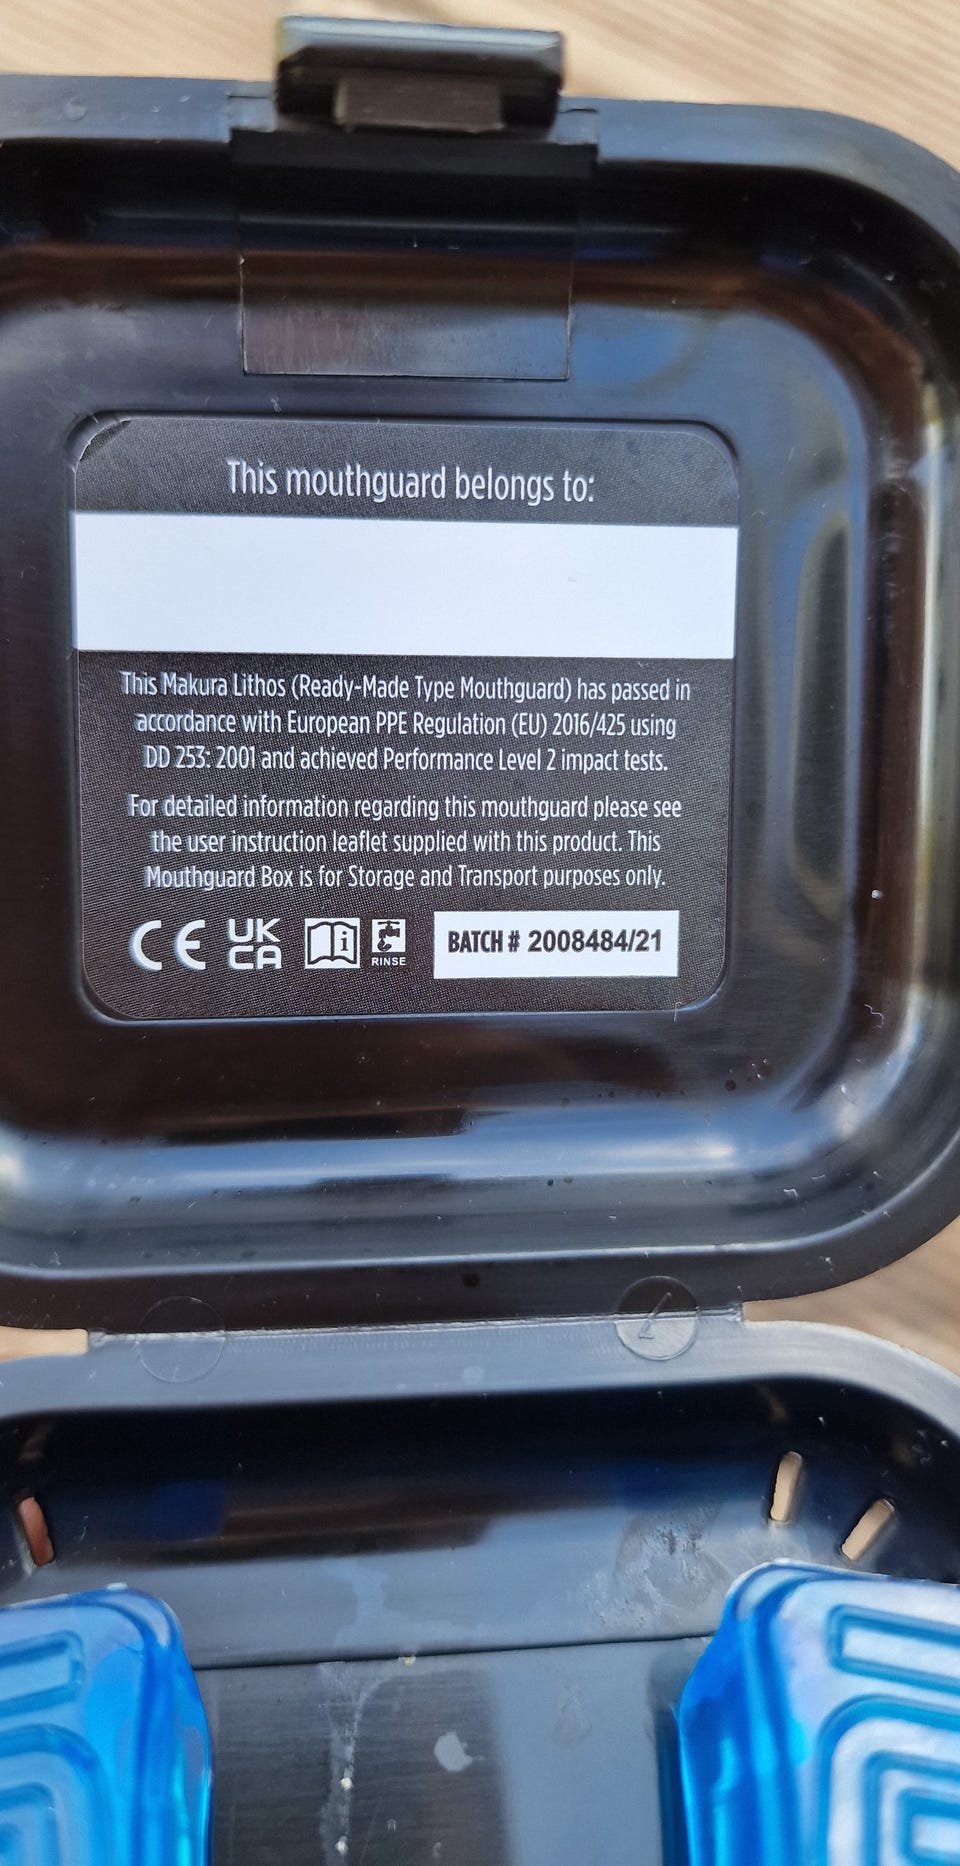 This mouthguard belongs to:
This Makura Lithos (Ready-Made Type Mouthguard) has passed in
accordance with European PPE Regulation (EU) 2016/425 using
DD 253: 2001 and achieved Performance Level 2 impact tests.
For detailed information regarding this mouthguard please see
the user instruction leaflet supplied with this product. This
Mouthguard Box is for Storage and Transport purposes only.
CE UK CA i RINSE BATCH # 2008484/21